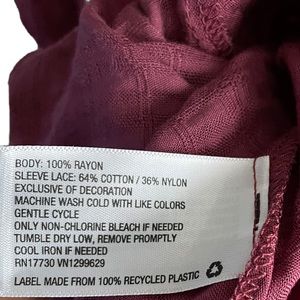 BODY: 100% RAYON
SLEEVE LACE: 64% COTTON / 36% NYLON
EXCLUSIVE OF DECORATION
MACHINE WASH COLD WITH LIKE COLORS
GENTLE CYCLE
ONLY NON-CHLORINE BLEACH IF NEEDED
TUMBLE DRY LOW, REMOVE PROMPTLY
COOL IRON IF NEEDED
RN17730 VN1299629
LABEL MADE FROM 100% RECYCLED PLASTIC